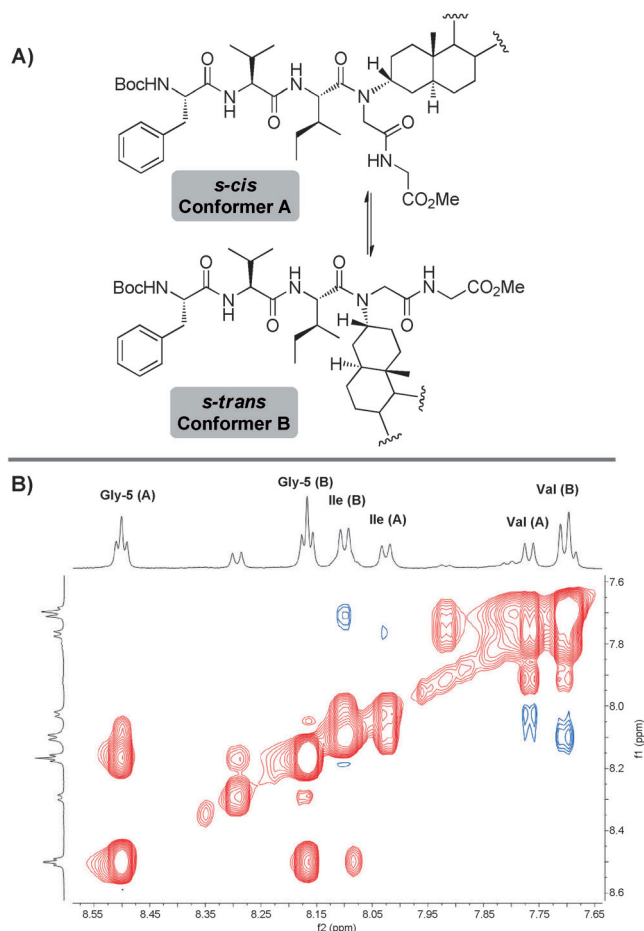 A)
BocHN
O
N
H
O
H
N
O
O
N
H
H
O
HN
CO2Me
s-cis
Conformer A
BocHN
O
N
H
O
H
N
O
O
N
O
H
N
CO2Me
H
H
s-trans
Conformer B
B)
Gly-5 (A)
Gly-5 (B)
Ile (B)
Ile (A)
Val (A)
Val (B)
7.6
7.8
8.0
8.2
8.4
8.6
f1 (ppm)
8.55 8.45 8.35 8.25 8.15 8.05 7.95 7.85 7.75 7.65
f2 (ppm)